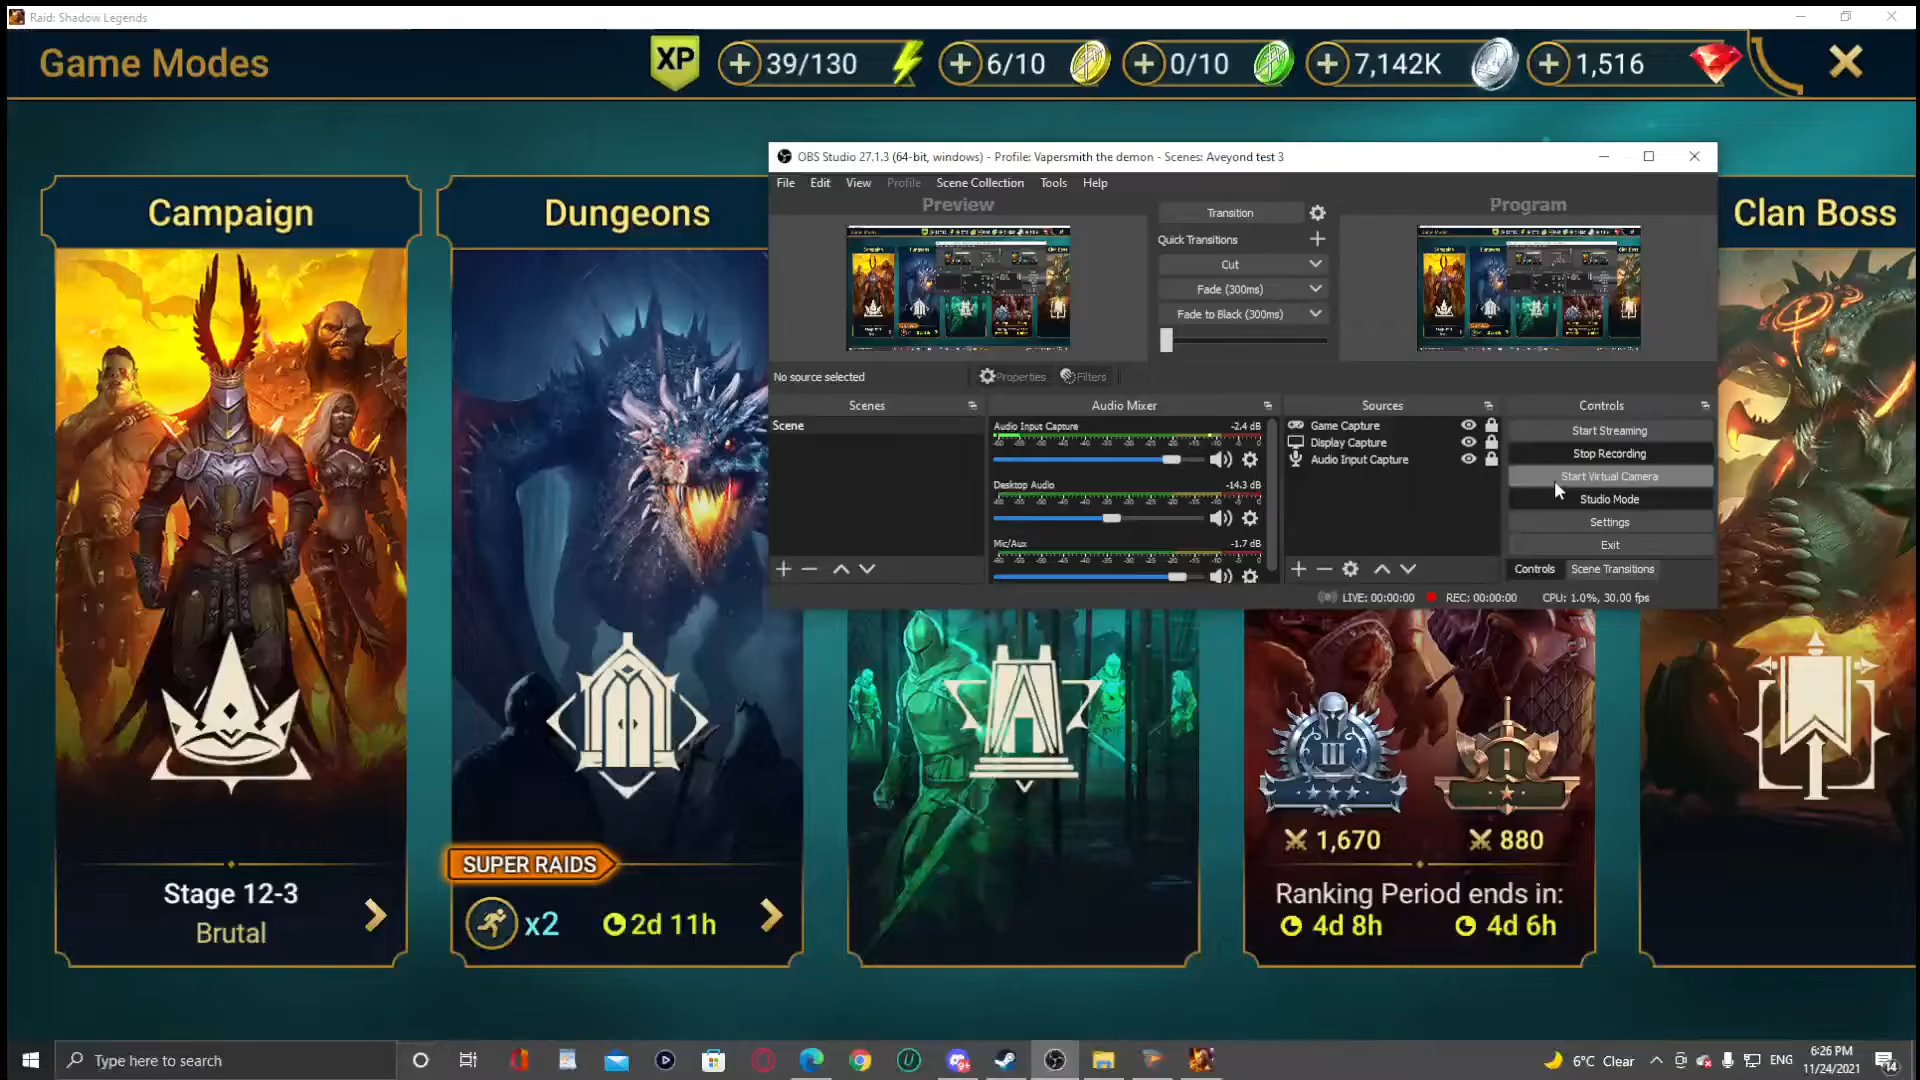 Raid: Shadow Legends
Game Modes
XP
39/130
6/10
0/10
7,142K
1,516
Campaign
Dungeons
Clan Boss
OBS Studio 27.1.3 (64-bit, windows) - Profile: Vapersmith the demon - Scenes: Aveyond test 3
File Edit View Profile Scene Collection Tools Help
Preview
Program
Transition
Quick Transitions
Cut
Fade (300ms)
Fade to Black (300ms)
No source selected
Properties
Filters
Scenes
Audio Mixer
Sources
Controls
Scene
Audio Input Capture -2.4 dB
Desktop Audio -14.3 dB
Mic/Aux -1.7 dB
Game Capture
Display Capture
Audio Input Capture
Start Streaming
Stop Recording
Start Virtual Camera
Studio Mode
Settings
Exit
Controls Scene Transitions
LIVE: 00:00:00 REC: 00:00:00 CPU: 1.0%, 30.00 fps
Stage 12-3
Brutal
SUPER RAIDS
x2 2d 11h
III
I
1,670 880
Ranking Period ends in:
4d 8h 4d 6h
Type here to search
6°C Clear
ENG
6:26 PM
11/24/2021
14